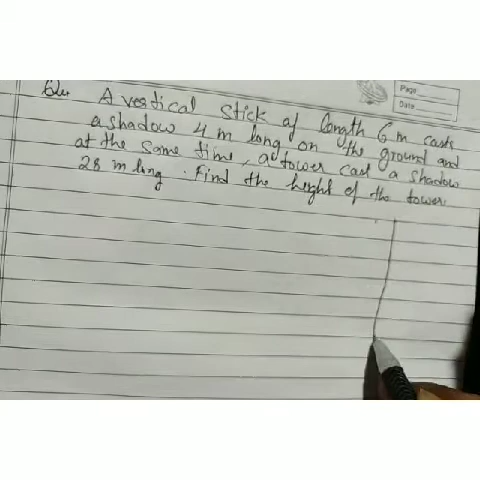 Page
Date
Que. A vertical stick of length 6 m casts
a shadow 4 m long on the ground and
at the same time, a tower cast a shadow
28 m long. Find the height of the tower